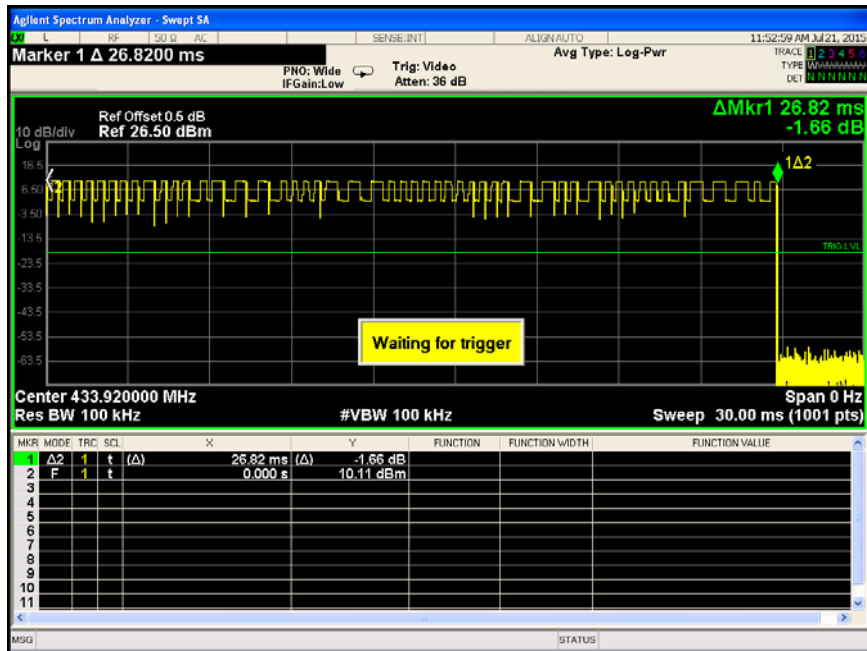 Agilent Spectrum Analyzer - Swept SA
LXI L RF 50 Ω AC SENSE:INT ALIGNAUTO 11:52:59 AM Jul 21, 2015
Marker 1 Δ 26.8200 ms
PNO: Wide
IFGain:Low
Trig: Video
Atten: 36 dB
Avg Type: Log-Pwr
TRACE 1 2 3 4 5 6
TYPE
DET N N N N N N
Ref Offset 0.5 dB
10 dB/div Ref 26.50 dBm
Log
ΔMkr1 26.82 ms
-1.66 dB
16.5
6.50
-3.50
-13.5
-23.5
-33.5
-43.5
-53.5
-63.5
2
1Δ2
TRIG LVL
Waiting for trigger
Center 433.920000 MHz Span 0 Hz
Res BW 100 kHz #VBW 100 kHz Sweep 30.00 ms (1001 pts)
MKR MODE TRC SCL X Y FUNCTION FUNCTION WIDTH FUNCTION VALUE
1 Δ2 1 t (Δ) 26.82 ms (Δ) -1.66 dB
2 F 1 t 0.000 s 10.11 dBm
3
4
5
6
7
8
9
10
11
MSG STATUS